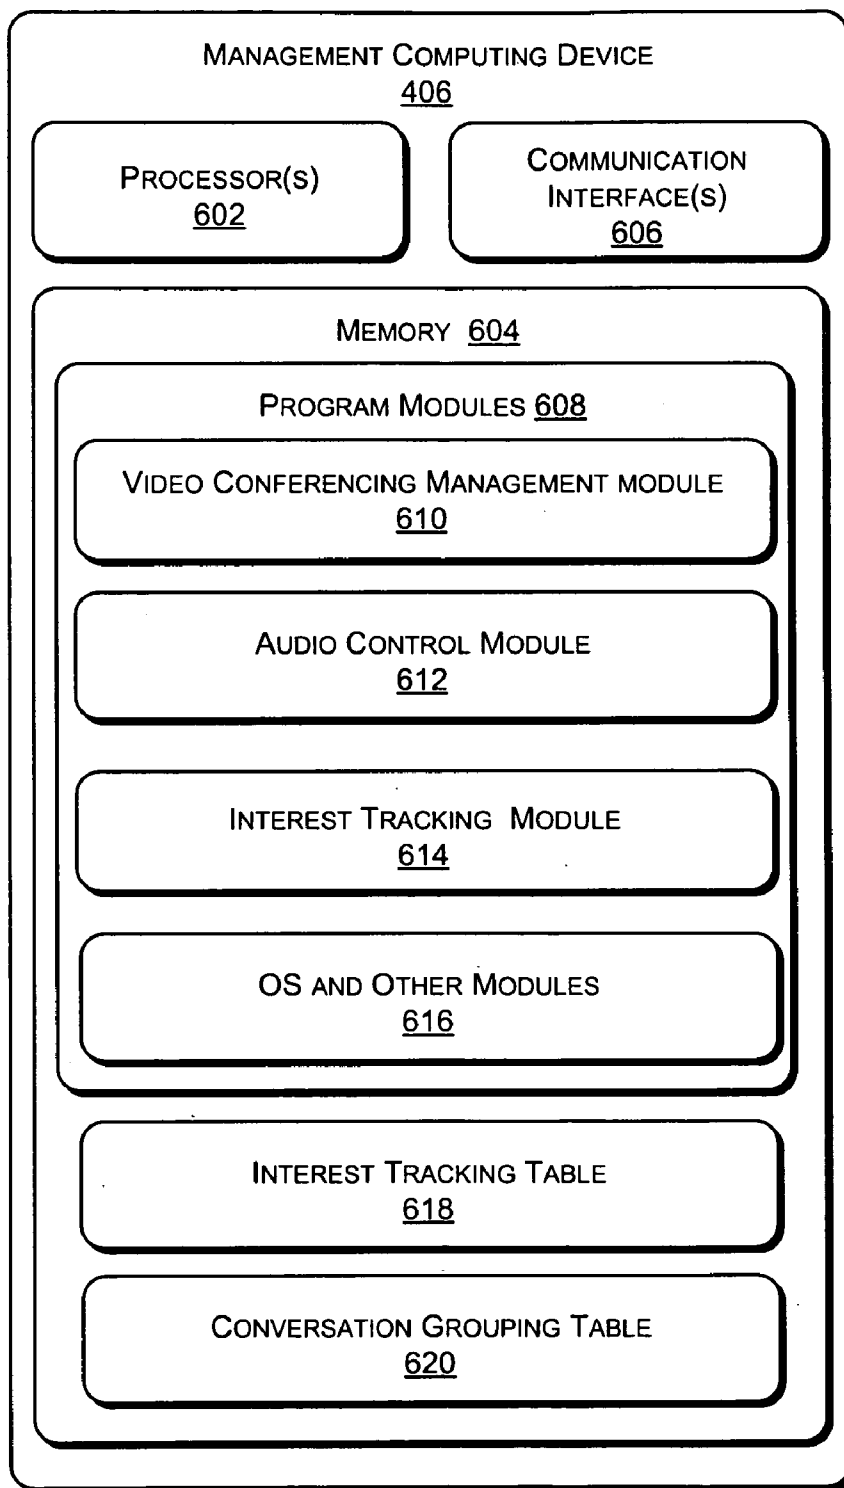 MANAGEMENT COMPUTING DEVICE
406
PROCESSOR(S)
602
COMMUNICATION
INTERFACE(S)
606
MEMORY 604
PROGRAM MODULES 608
VIDEO CONFERENCING MANAGEMENT MODULE
610
AUDIO CONTROL MODULE
612
INTEREST TRACKING MODULE
614
OS AND OTHER MODULES
616
INTEREST TRACKING TABLE
618
CONVERSATION GROUPING TABLE
620